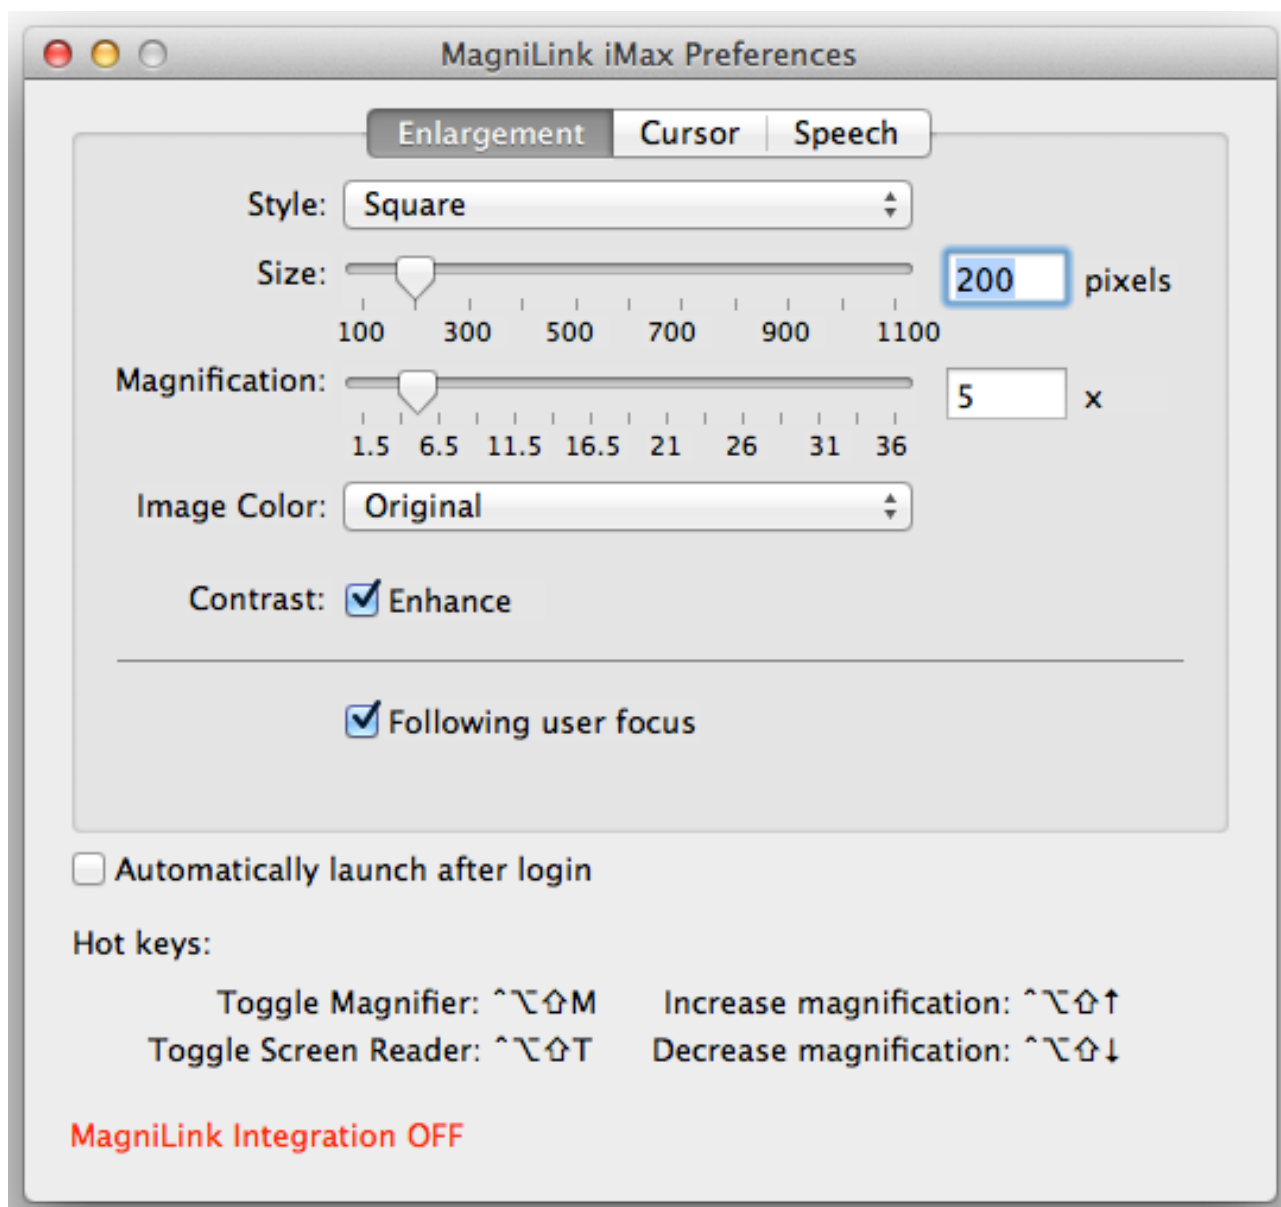 MagniLink iMax Preferences
Enlargement Cursor Speech
Style: Square
Size: 200 pixels
100 300 500 700 900 1100
Magnification: 5 x
1.5 6.5 11.5 16.5 21 26 31 36
Image Color: Original
Contrast: Enhance
Following user focus
Automatically launch after login
Hot keys:
Toggle Magnifier: ⌃⌥⇧M Increase magnification: ⌃⌥⇧↑
Toggle Screen Reader: ⌃⌥⇧T Decrease magnification: ⌃⌥⇧↓
MagniLink Integration OFF